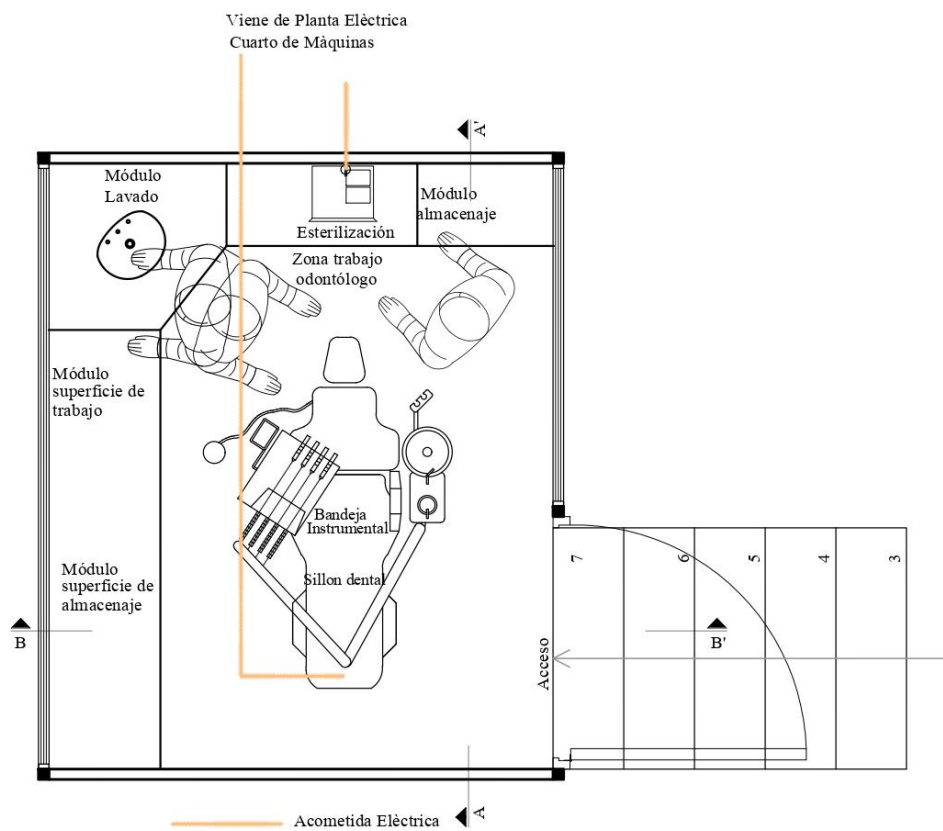 Viene de Planta Elèctrica
Cuarto de Màquinas
A'
Módulo
Lavado
Módulo
almacenaje
Esterilización
Zona trabajo
odontólogo
Módulo
superficie de
trabajo
Bandeja
Instrumental
Sillon dental
Módulo
superficie de
almacenaje
7
6
5
4
3
B
B'
Acceso
A
Acometida Elèctrica